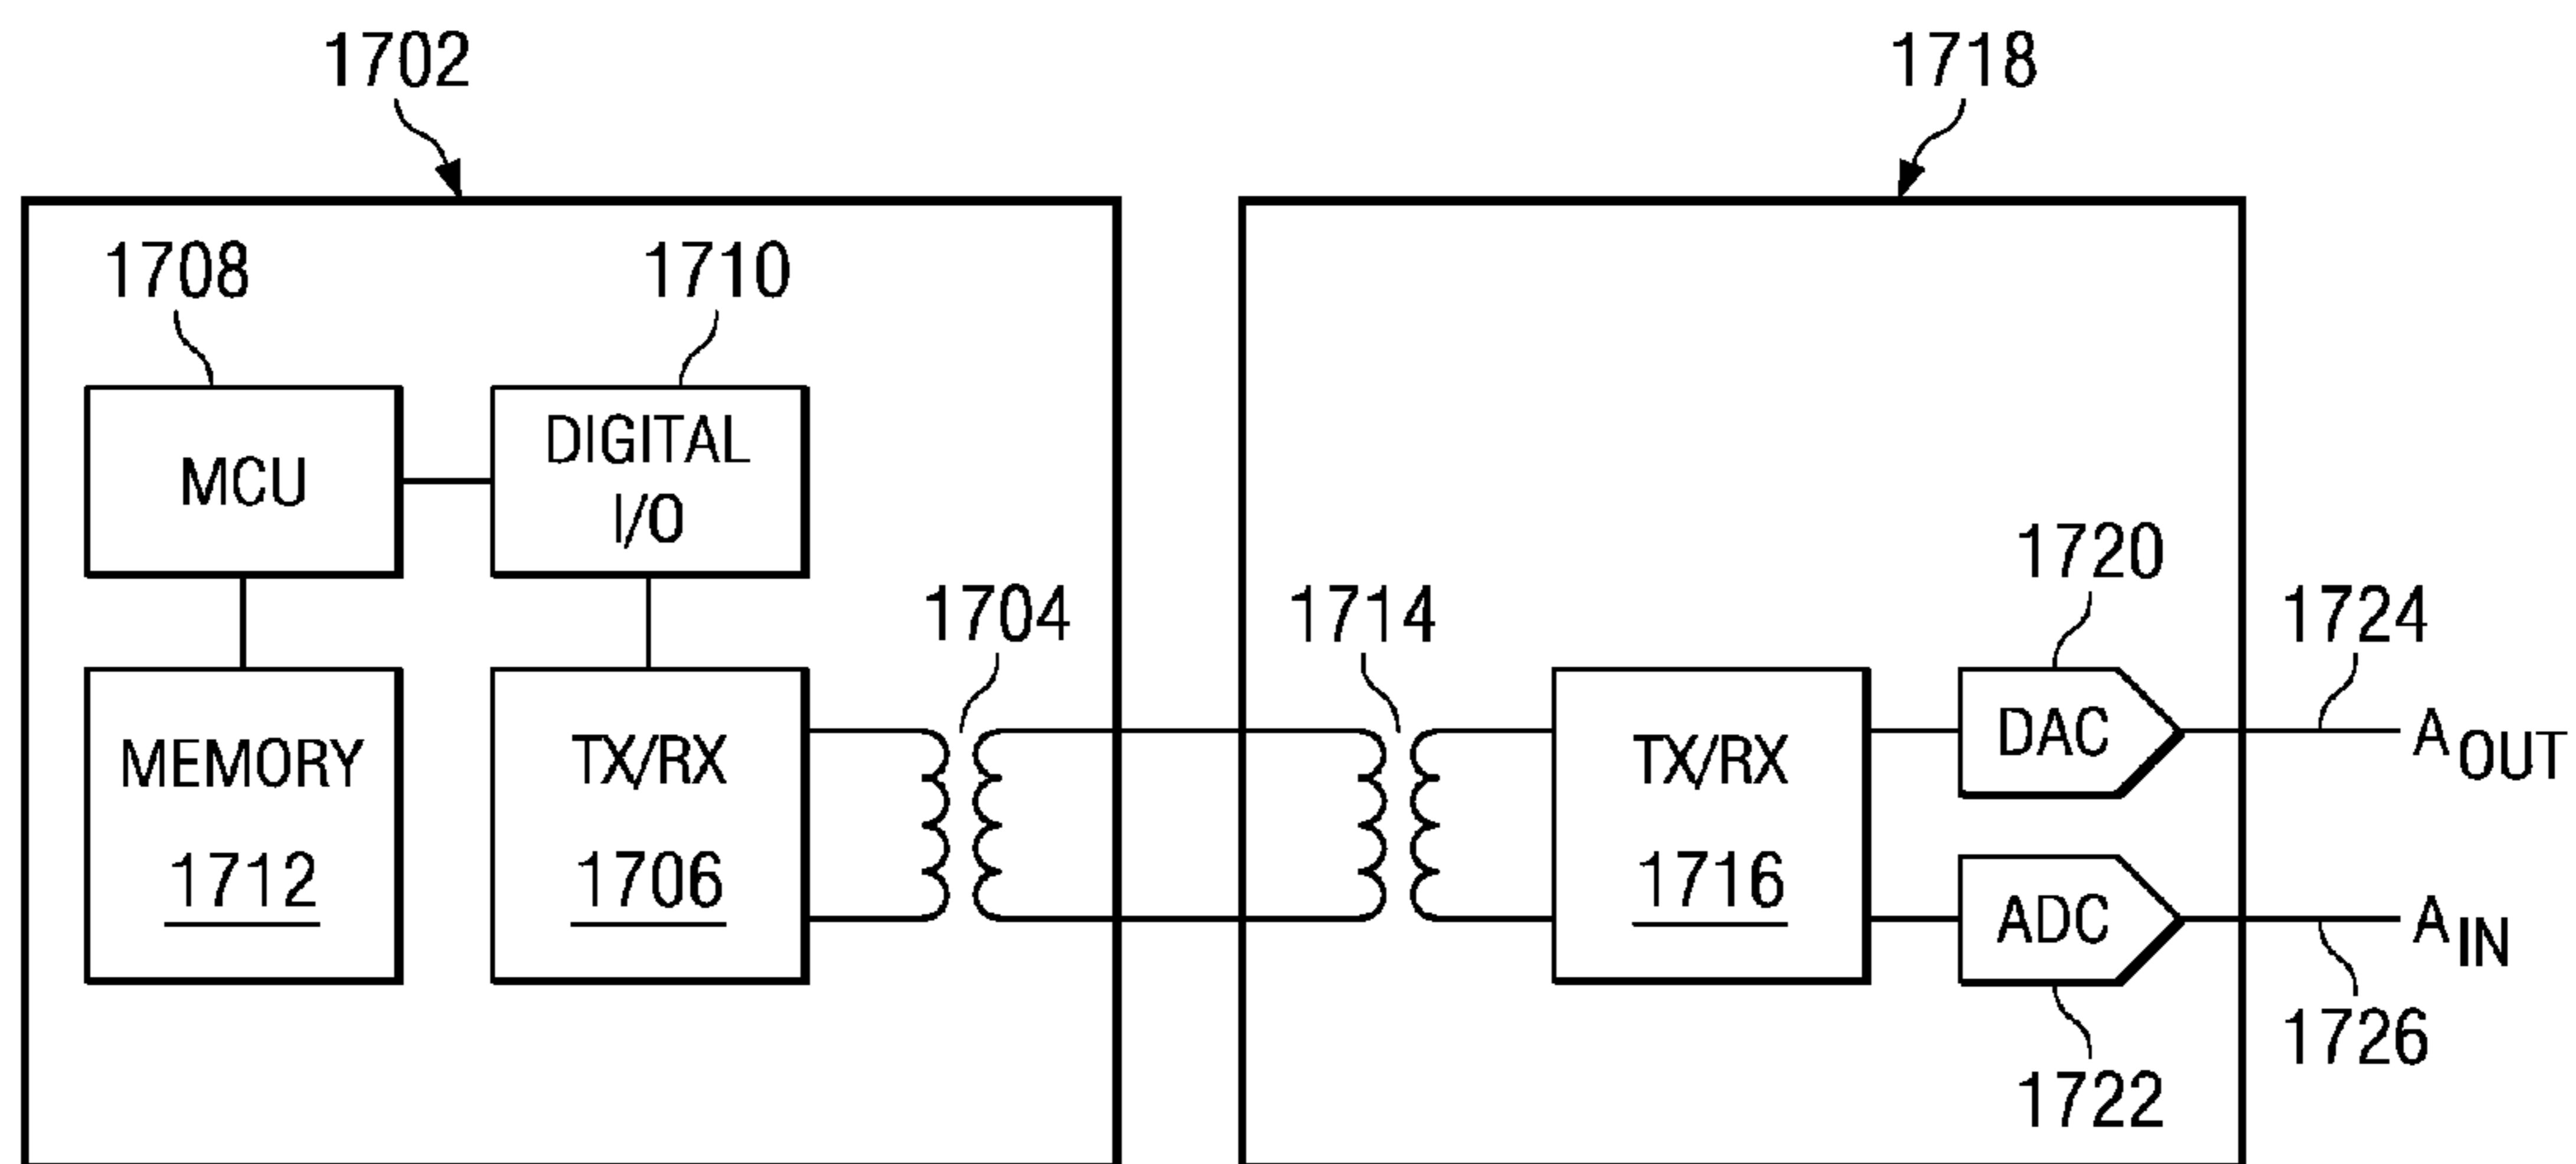 1702
1718
1708
1710
MCU
DIGITAL
I/O
1704
1714
1720
1724
MEMORY
1712
TX/RX
1706
TX/RX
1716
DAC
AOUT
ADC
AIN
1726
1722